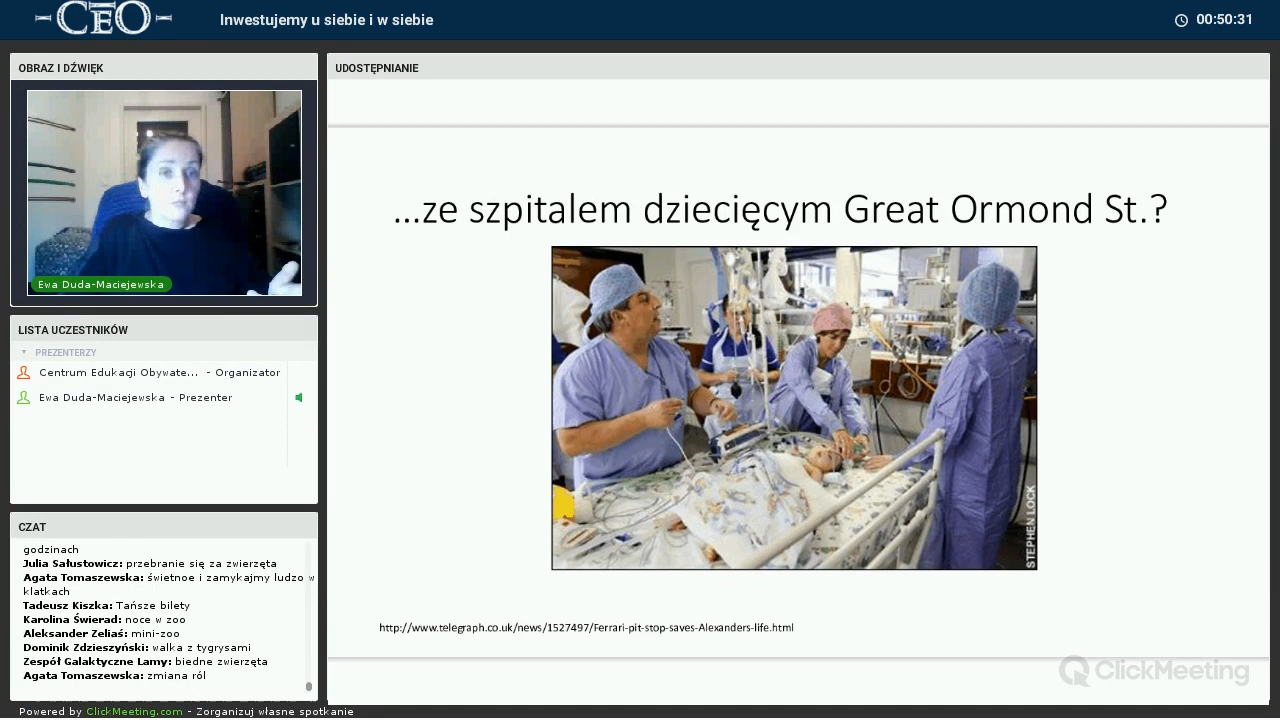 CEO
Inwestujemy u siebie i w siebie
00:50:31
OBRAZ I DŹWIĘK
Ewa Duda-Maciejewska
LISTA UCZESTNIKÓW
PREZENTERZY
Centrum Edukacji Obywate... - Organizator
Ewa Duda-Maciejewska - Prezenter
CZAT
godzinach
Julia Sałustowicz: przebranie się za zwierzęta
Agata Tomaszewska: świetnoe i zamykajmy ludzo w
klatkach
Tadeusz Kiszka: Tańsze bilety
Karolina Świerad: noce w zoo
Aleksander Zeliaś: mini-zoo
Dominik Zdzieszyński: walka z tygrysami
Zespół Galaktyczne Lamy: biedne zwierzęta
Agata Tomaszewska: zmiana ról
Powered by ClickMeeting.com - Zorganizuj własne spotkanie
UDOSTĘPNIANIE
...ze szpitalem dziecięcym Great Ormond St.?
STEPHEN LOCK
http://www.telegraph.co.uk/news/1527497/Ferrari-pit-stop-saves-Alexanders-life.html
ClickMeeting